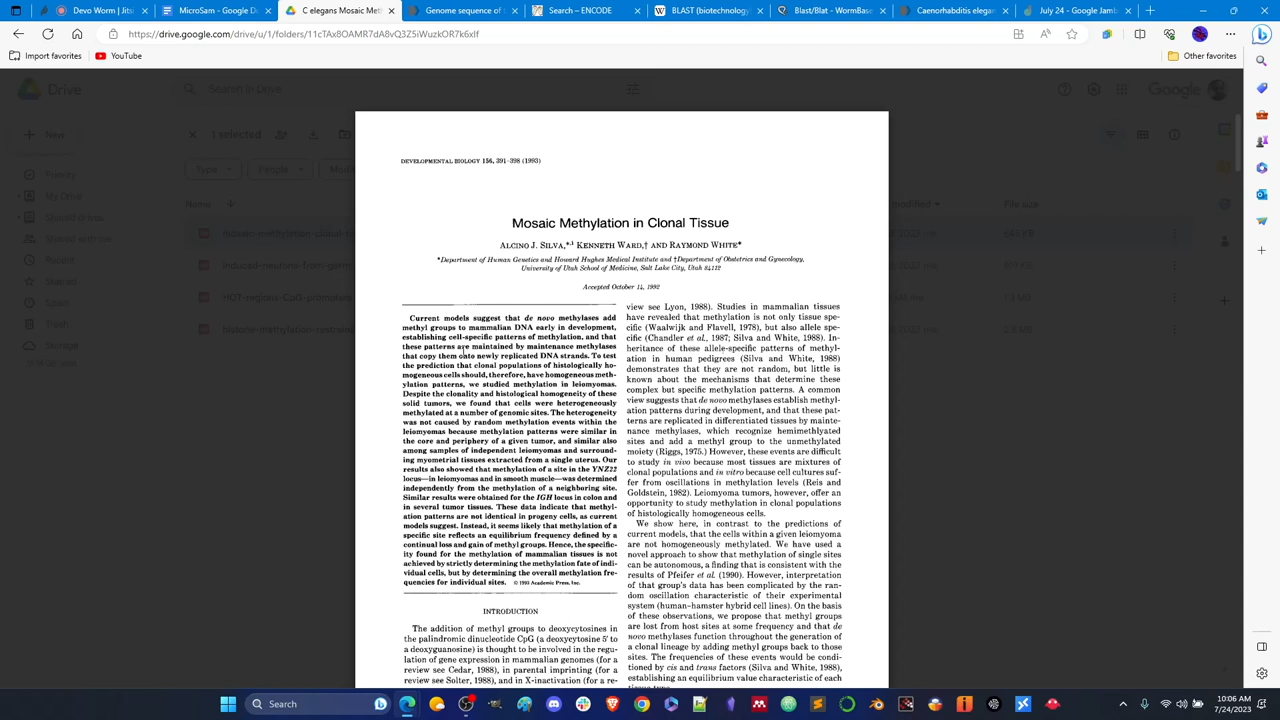 MicroSam - R
Dev
Jitsi M
C elegans Mosaic Met
Search – ENCODE
BLAST (biotechnology
Blast/Blat - WormBase
Caenorhabditis elegan
July 24 - Google Docs
https://drive.google.com/drive/u/1/folders/11cTAx8OAMR7dA8vQ3Z5iWuzkOR7k6xIf
Import favorites
YouTube
Other favorites
Drive
Search in Drive
Google
New
1 selected
Priority
Type
People
My Drive
Shared drives
Name
File size
Shared with me
Recent
Starred
Spam
Trash
Storage
DEVELOPMENTAL BIOLOGY 156, 391-398 (1993)
Mosaic Methylation in Clonal Tissue
ALCINO J. SILVA,*,1 KENNETH WARD,† AND RAYMOND WHITE*
*Department of Human Genetics and Howard Hughes Medical Institute and †Department of Obstetrics and Gynecology,
University of Utah School of Medicine, Salt Lake City, Utah 84112
Accepted October 14, 1992
Current models suggest that de novo methylases add
methyl groups to mammalian DNA early in development,
establishing cell-specific patterns of methylation, and that
these patterns are maintained by maintenance methylases
that copy them onto newly replicated DNA strands. To test
the prediction that clonal populations of histologically ho-
mogeneous cells should, therefore, have homogeneous meth-
ylation patterns, we studied methylation in leiomyomas.
Despite the clonality and histological homogeneity of these
solid tumors, we found that cells were heterogeneously
methylated at a number of genomic sites. The heterogeneity
was not caused by random methylation events within the
leiomyomas because methylation patterns were similar in
the core and periphery of a given tumor, and similar also
among samples of independent leiomyomas and surround-
ing myometrial tissues extracted from a single uterus. Our
results also showed that methylation of a site in the YNZ22
locus—in leiomyomas and in smooth muscle—was determined
independently from the methylation of a neighboring site.
Similar results were obtained for the IGH locus in colon and
in several tumor tissues. These data indicate that methyl-
ation patterns are not identical in progeny cells, as current
models suggest. Instead, it seems likely that methylation of a
specific site reflects an equilibrium frequency defined by a
continual loss and gain of methyl groups. Hence, the specific-
ity found for the methylation of mammalian tissues is not
achieved by strictly determining the methylation fate of indi-
vidual cells, but by determining the overall methylation fre-
quencies for individual sites. © 1993 Academic Press, Inc.
INTRODUCTION
The addition of methyl groups to deoxycytosines in
the palindromic dinucleotide CpG (a deoxycytosine 5′ to
a deoxyguanosine) is thought to be involved in the regu-
lation of gene expression in mammalian genomes (for a
review see Cedar, 1988), in parental imprinting (for a
review see Solter, 1988), and in X-inactivation (for a re-
view see Lyon, 1988). Studies in mammalian tissues
have revealed that methylation is not only tissue spe-
cific (Waalwijk and Flavell, 1978), but also allele spe-
cific (Chandler et al., 1987; Silva and White, 1988). In-
heritance of these allele-specific patterns of methyl-
ation in human pedigrees (Silva and White, 1988)
demonstrates that they are not random, but little is
known about the mechanisms that determine these
complex but specific methylation patterns. A common
view suggests that de novo methylases establish methyl-
ation patterns during development, and that these pat-
terns are replicated in differentiated tissues by mainte-
nance methylases, which recognize hemimethlyated
sites and add a methyl group to the unmethylated
moiety (Riggs, 1975.) However, these events are difficult
to study in vivo because most tissues are mixtures of
clonal populations and in vitro because cell cultures suf-
fer from oscillations in methylation levels (Reis and
Goldstein, 1982). Leiomyoma tumors, however, offer an
opportunity to study methylation in clonal populations
of histologically homogeneous cells.
We show here, in contrast to the predictions of
current models, that the cells within a given leiomyoma
are not homogeneously methylated. We have used a
novel approach to show that methylation of single sites
can be autonomous, a finding that is consistent with the
results of Pfeifer et al. (1990). However, interpretation
of that group's data has been complicated by the ran-
dom oscillation characteristic of their experimental
system (human-hamster hybrid cell lines). On the basis
of these observations, we propose that methyl groups
are lost from host sites at some frequency and that de
novo methylases function throughout the generation of
a clonal lineage by adding methyl groups back to those
sites. The frequencies of these events would be condi-
tioned by cis and trans factors (Silva and White, 1988),
establishing an equilibrium value characteristic of each
tissue type.
Search
10:06 AM
7/24/2023